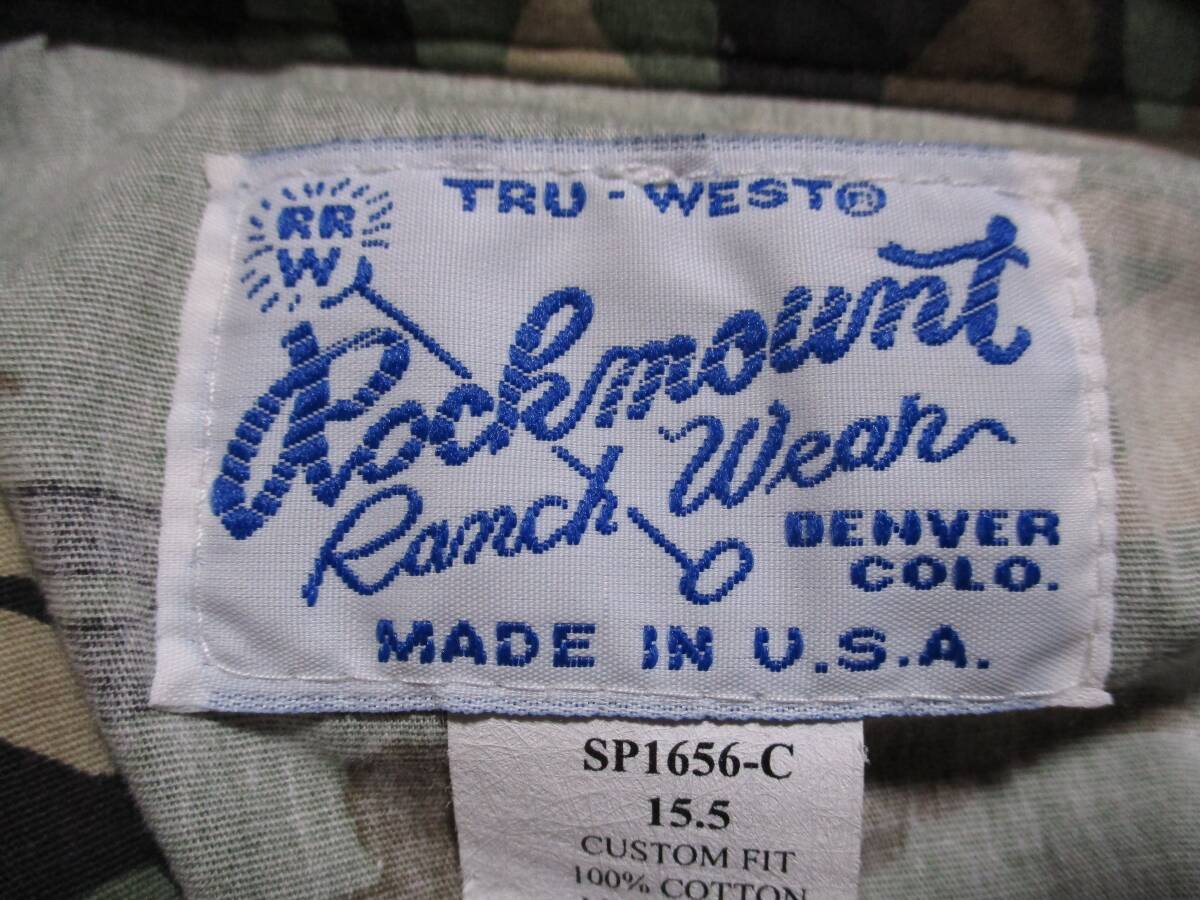 TRU-WEST®
RR
W
Rockmount
Ranch Wear
DENVER
COLO.
MADE IN U.S.A.
SP1656-C
15.5
CUSTOM FIT
100% COTTON